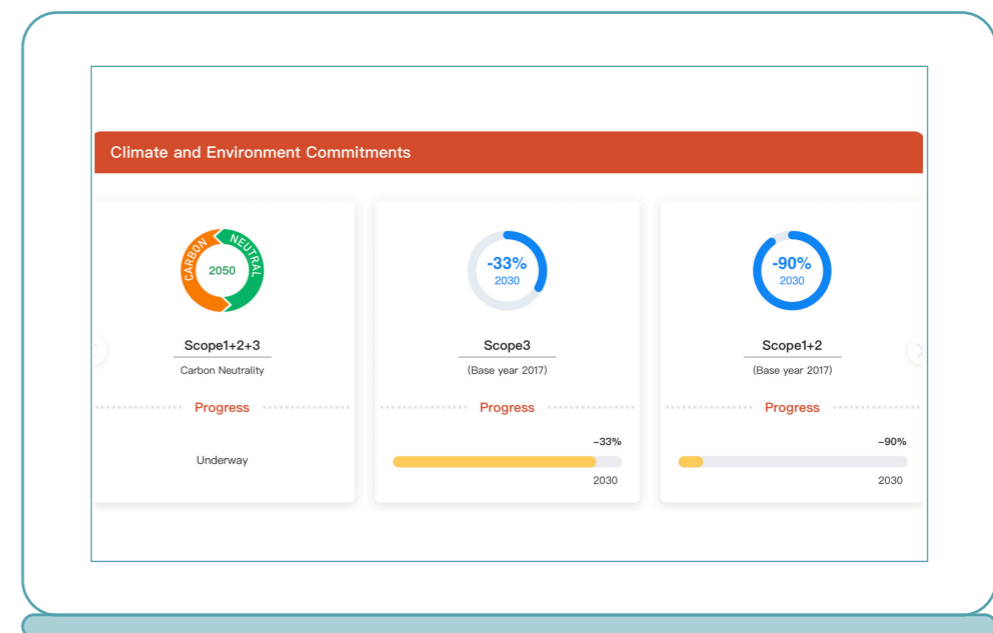 Climate and Environment Commitments
CARBON NEUTRAL
2050
Scope1+2+3
Carbon Neutrality
Progress
Underway
-33%
2030
Scope3
(Base year 2017)
Progress
-33%
2030
-90%
2030
Scope1+2
(Base year 2017)
Progress
-90%
2030